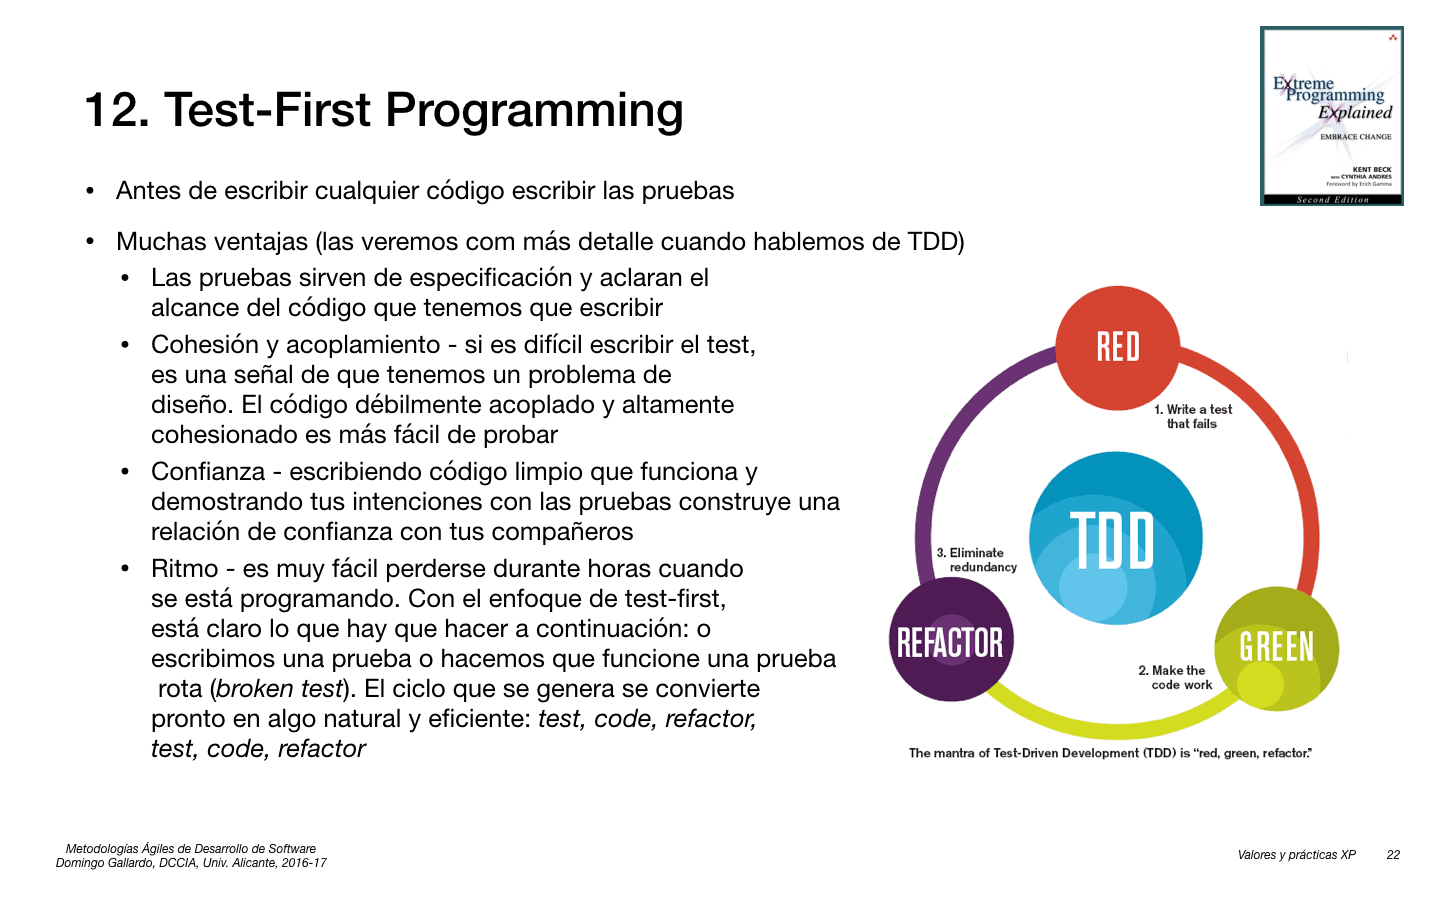 12. Test-First Programming
Extreme
Programming
Explained
EMBRACE CHANGE
KENT BECK
WITH CYNTHIA ANDRES
Foreword by Erich Gamma
Second Edition
• Antes de escribir cualquier código escribir las pruebas
• Muchas ventajas (las veremos com más detalle cuando hablemos de TDD)
• Las pruebas sirven de especificación y aclaran el
alcance del código que tenemos que escribir
• Cohesión y acoplamiento - si es difícil escribir el test,
es una señal de que tenemos un problema de
diseño. El código débilmente acoplado y altamente
cohesionado es más fácil de probar
• Confianza - escribiendo código limpio que funciona y
demostrando tus intenciones con las pruebas construye una
relación de confianza con tus compañeros
• Ritmo - es muy fácil perderse durante horas cuando
se está programando. Con el enfoque de test-first,
está claro lo que hay que hacer a continuación: o
escribimos una prueba o hacemos que funcione una prueba
rota (broken test). El ciclo que se genera se convierte
pronto en algo natural y eficiente: test, code, refactor,
test, code, refactor
RED
1. Write a test
that fails
TDD
3. Eliminate
redundancy
REFACTOR
GREEN
2. Make the
code work
The mantra of Test-Driven Development (TDD) is “red, green, refactor.”
Metodologías Ágiles de Desarrollo de Software
Domingo Gallardo, DCCIA, Univ. Alicante, 2016-17
Valores y prácticas XP 22